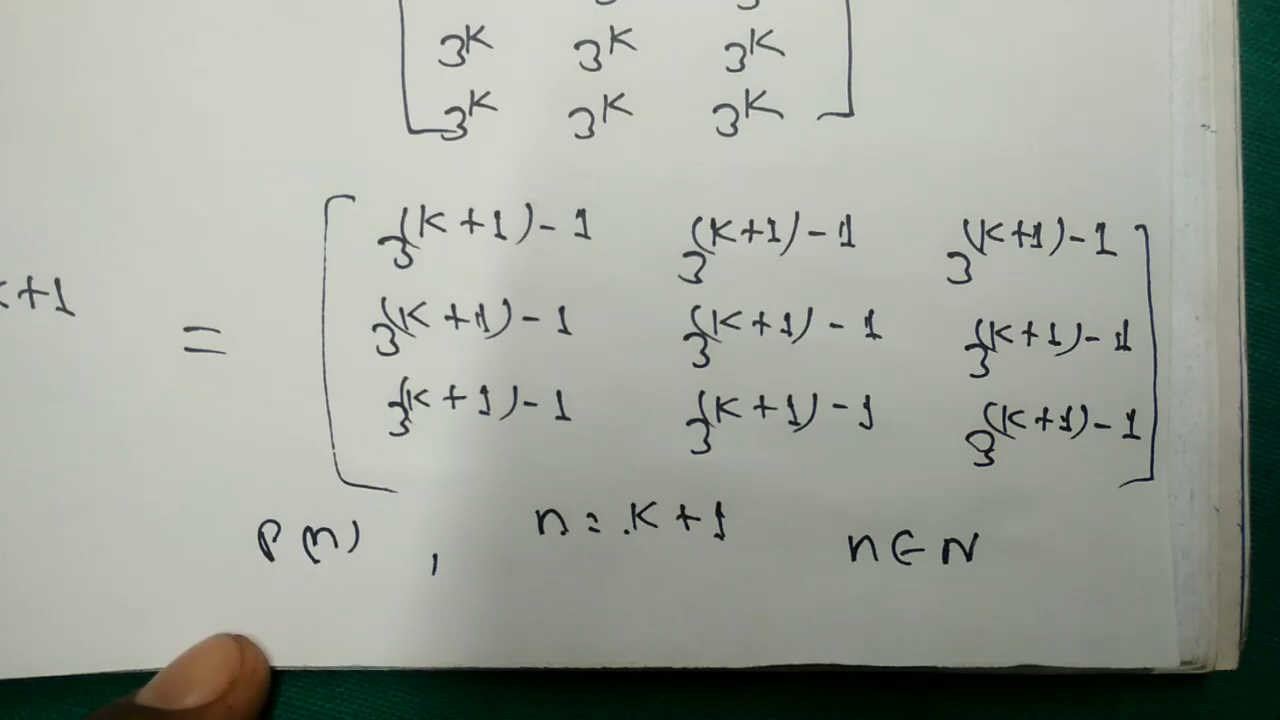 3^K 3^K 3^K
3^K 3^K 3^K
3^(K+1)-1 3^(K+1)-1 3^(K+1)-1
K+1 = 3^(K+1)-1 3^(K+1)-1 3^(K+1)-1
3^(K+1)-1 3^(K+1)-1 3^(K+1)-1
P(n), n=K+1 n∈N